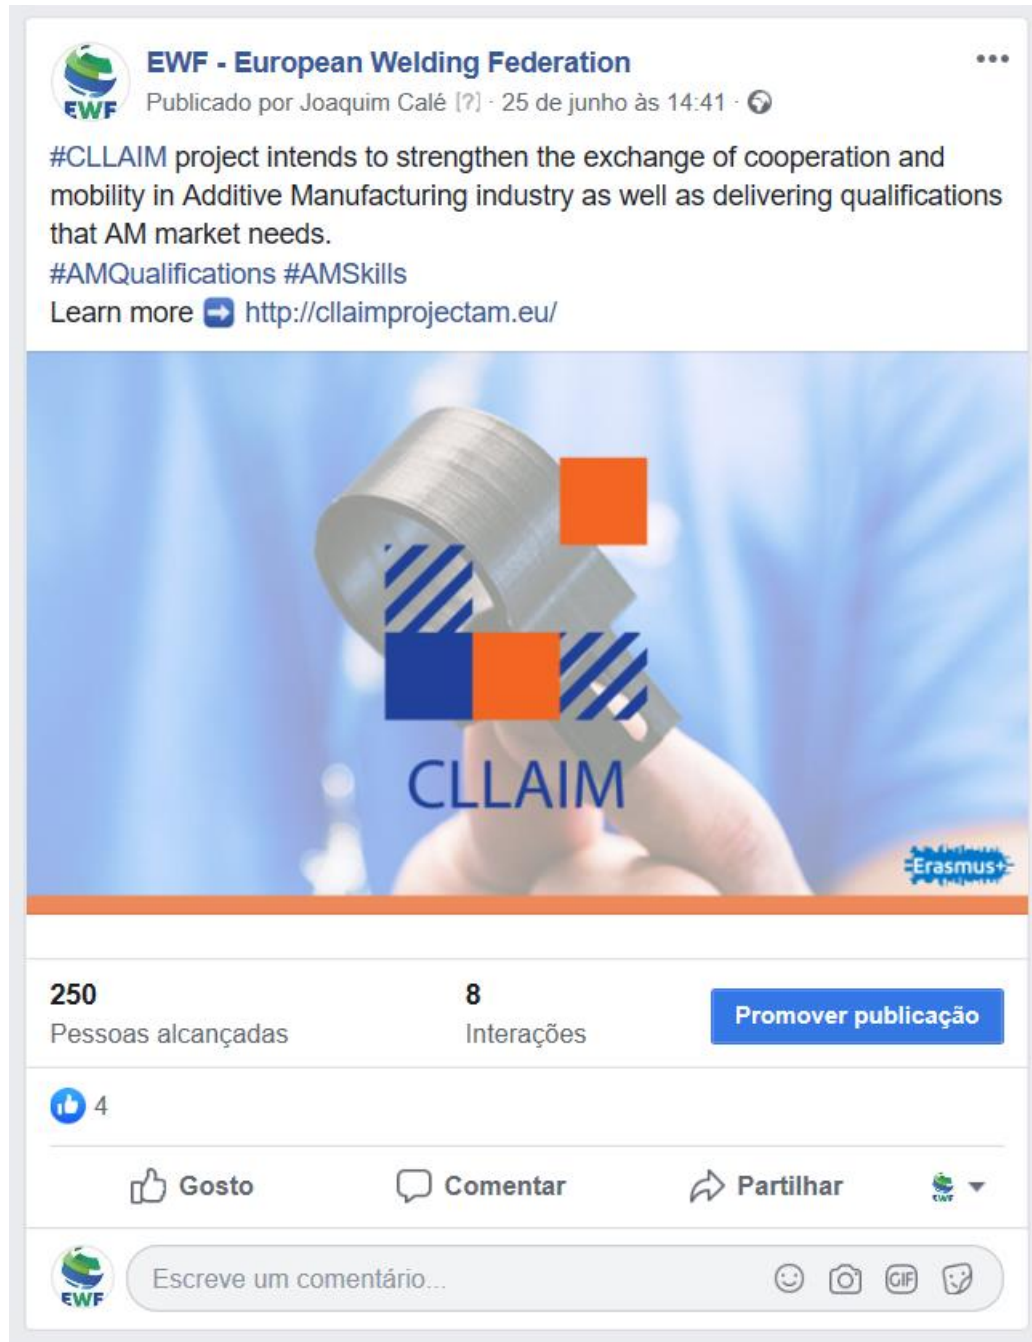 EWF
EWF - European Welding Federation
Publicado por Joaquim Calé [?] · 25 de junho às 14:41 ·
#CLLAIM project intends to strengthen the exchange of cooperation and
mobility in Additive Manufacturing industry as well as delivering qualifications
that AM market needs.
#AMQualifications #AMSkills
Learn more ➡ http://cllaimprojectam.eu/
CLLAIM
Erasmus+
250
Pessoas alcançadas
8
Interações
Promover publicação
4
Gosto
Comentar
Partilhar
EWF
EWF
Escreve um comentário...
GIF